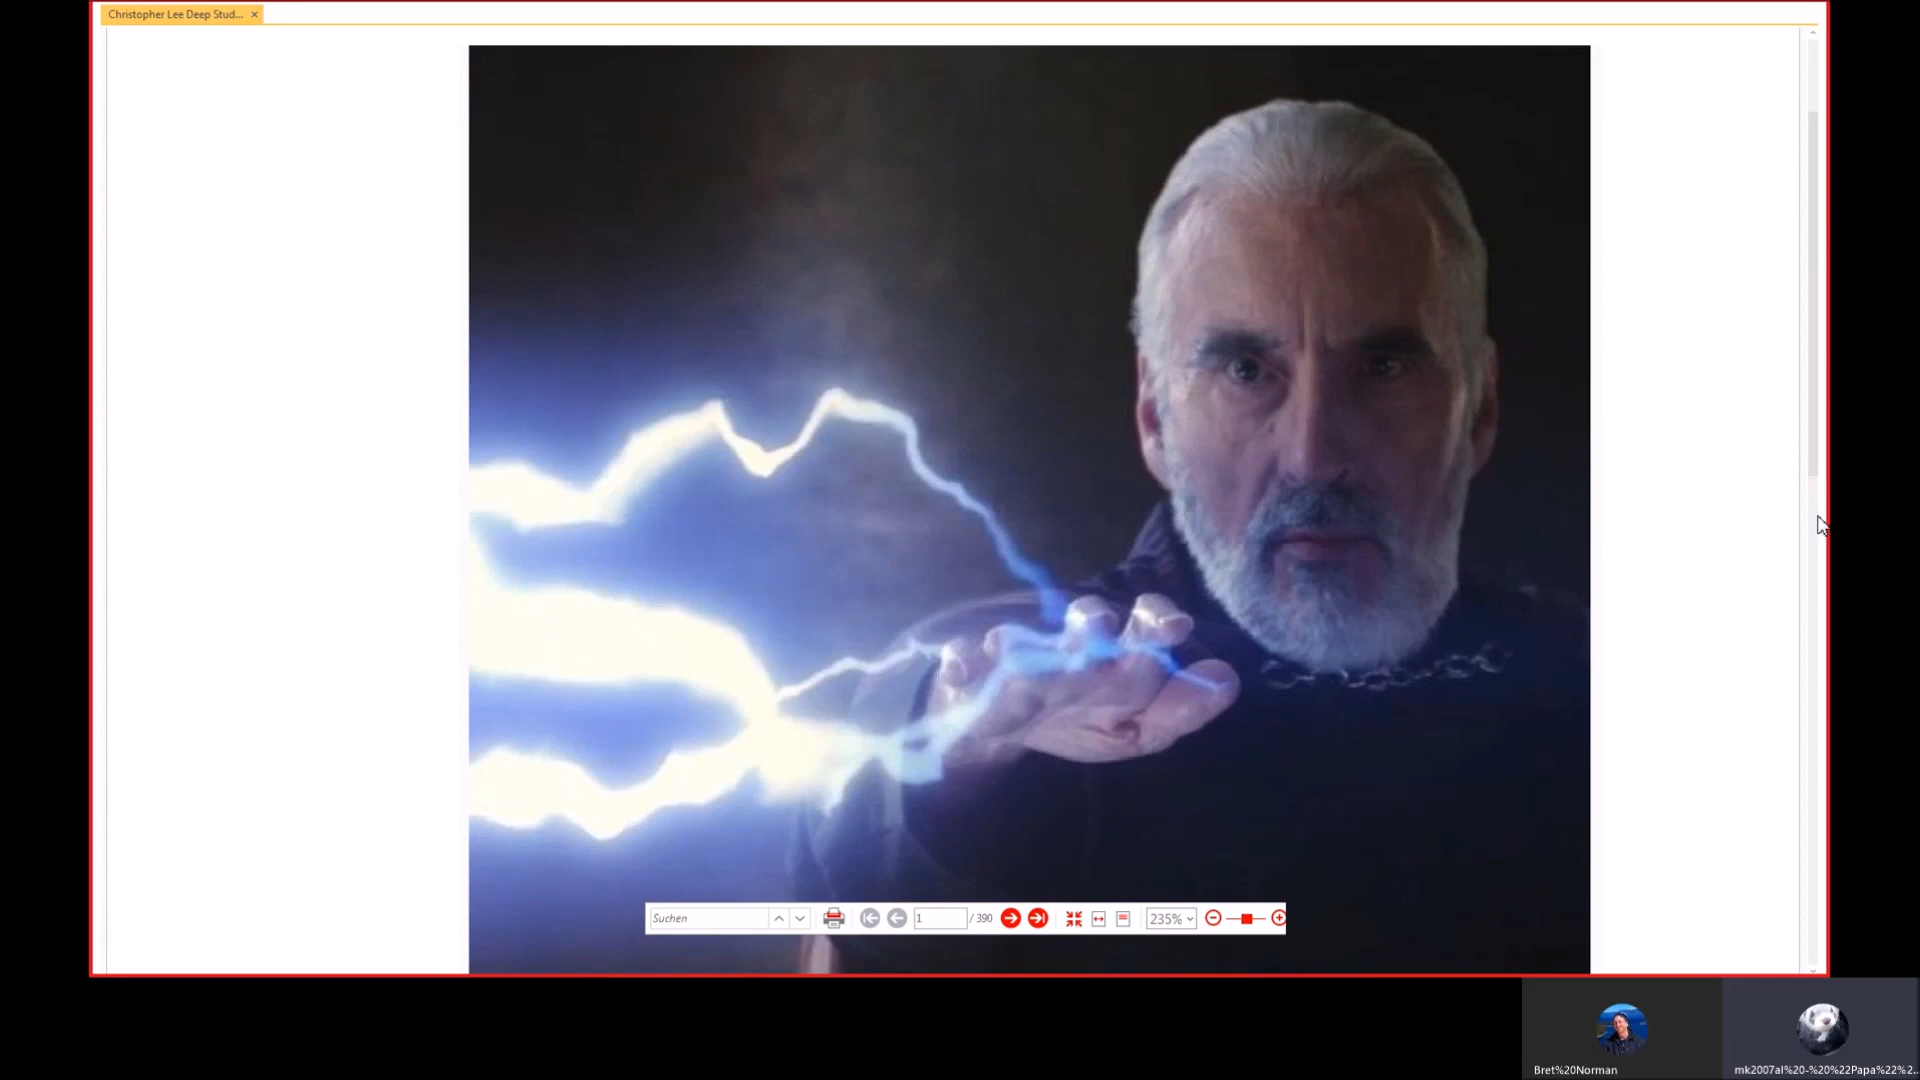 Christopher Lee Deep Stud... ×
Suchen
1 / 390
235%
Bret%20Norman
mk2007al%20-%20%22Papa%22%2...